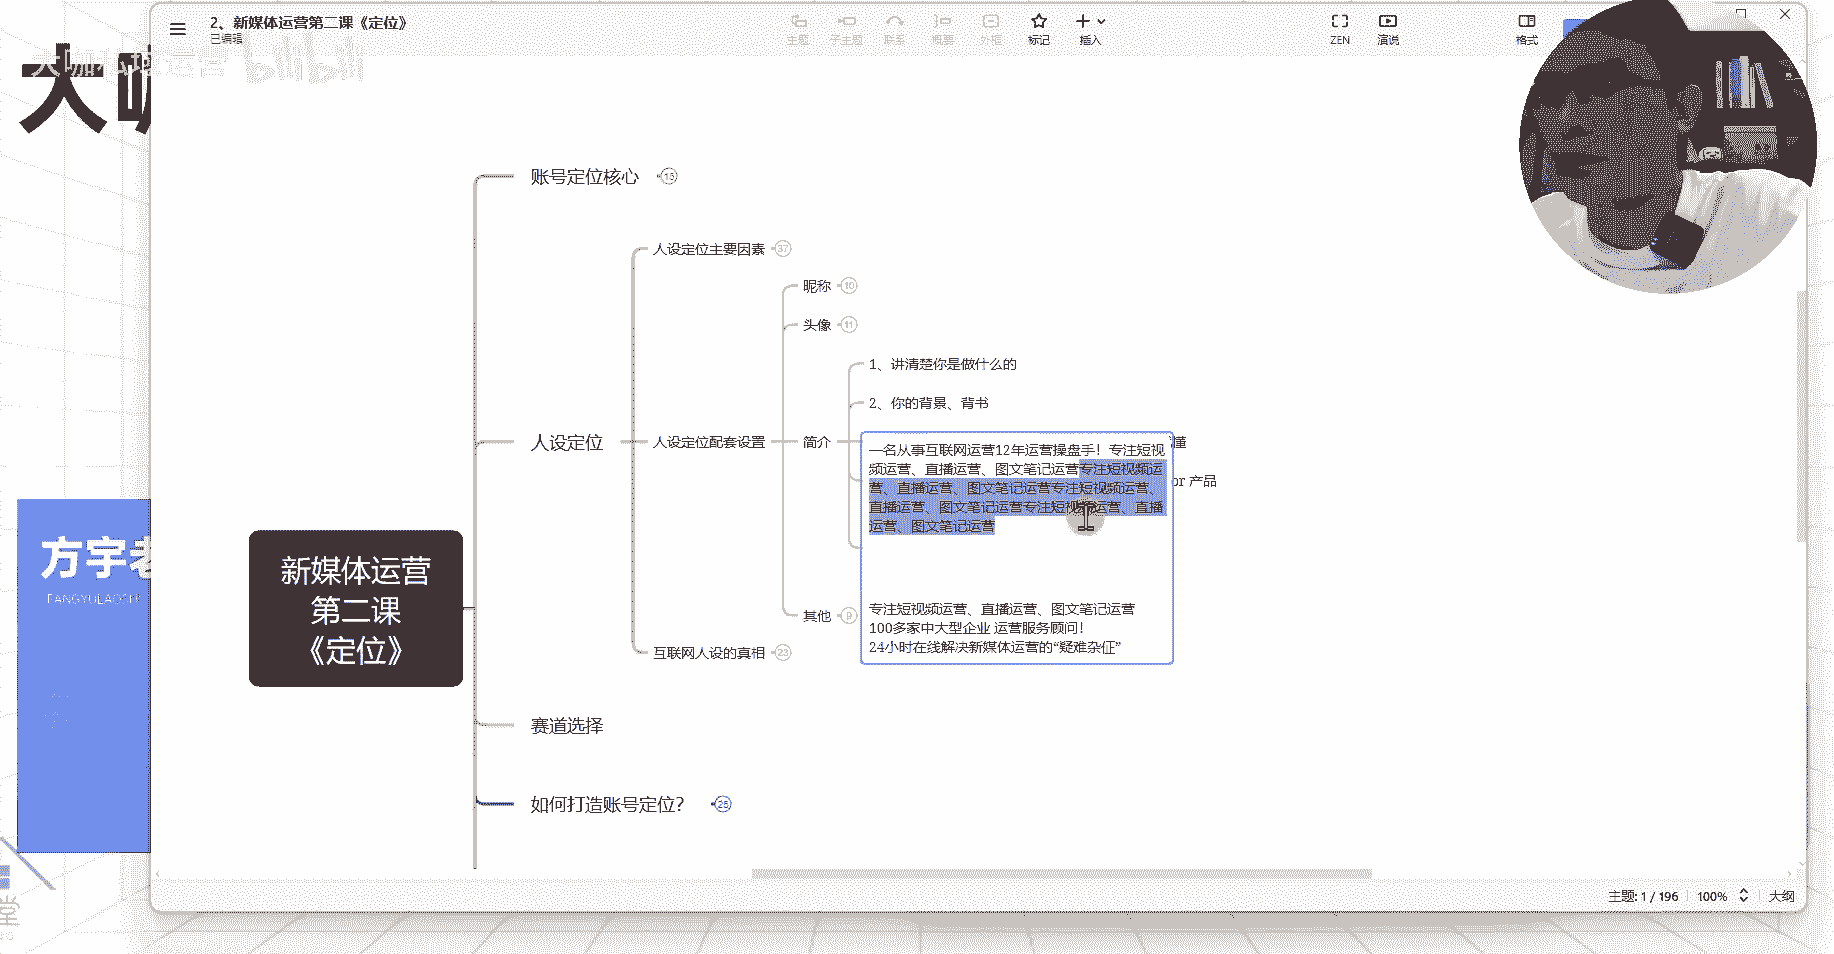 2、新媒体运营第二课《定位》
已编辑
主题
子主题
联系
概要
外框
标记
插入
ZEN
演说
格式
大咖私域运营 bilibili
大咖
账号定位核心 15
人设定位主要因素 37
昵称 10
头像 11
1、讲清楚你是做什么的
2、你的背景、背书
人设定位
人设定位配套设置
简介
懂
or 产品
一名从事互联网运营12年运营操盘手！专注短视
频运营、直播运营、图文笔记运营专注短视频运
营、直播运营、图文笔记运营专注短视频运营、
直播运营、图文笔记运营专注短视频运营、直播
运营、图文笔记运营
专注短视频运营、直播运营、图文笔记运营
100多家中大型企业 运营服务顾问！
24小时在线解决新媒体运营的“疑难杂症”
其他 9
互联网人设的真相 23
新媒体运营
第二课
《定位》
方宇老
FANGYULAOSHI
赛道选择
如何打造账号定位？ 25
主题: 1 / 196
100%
大纲